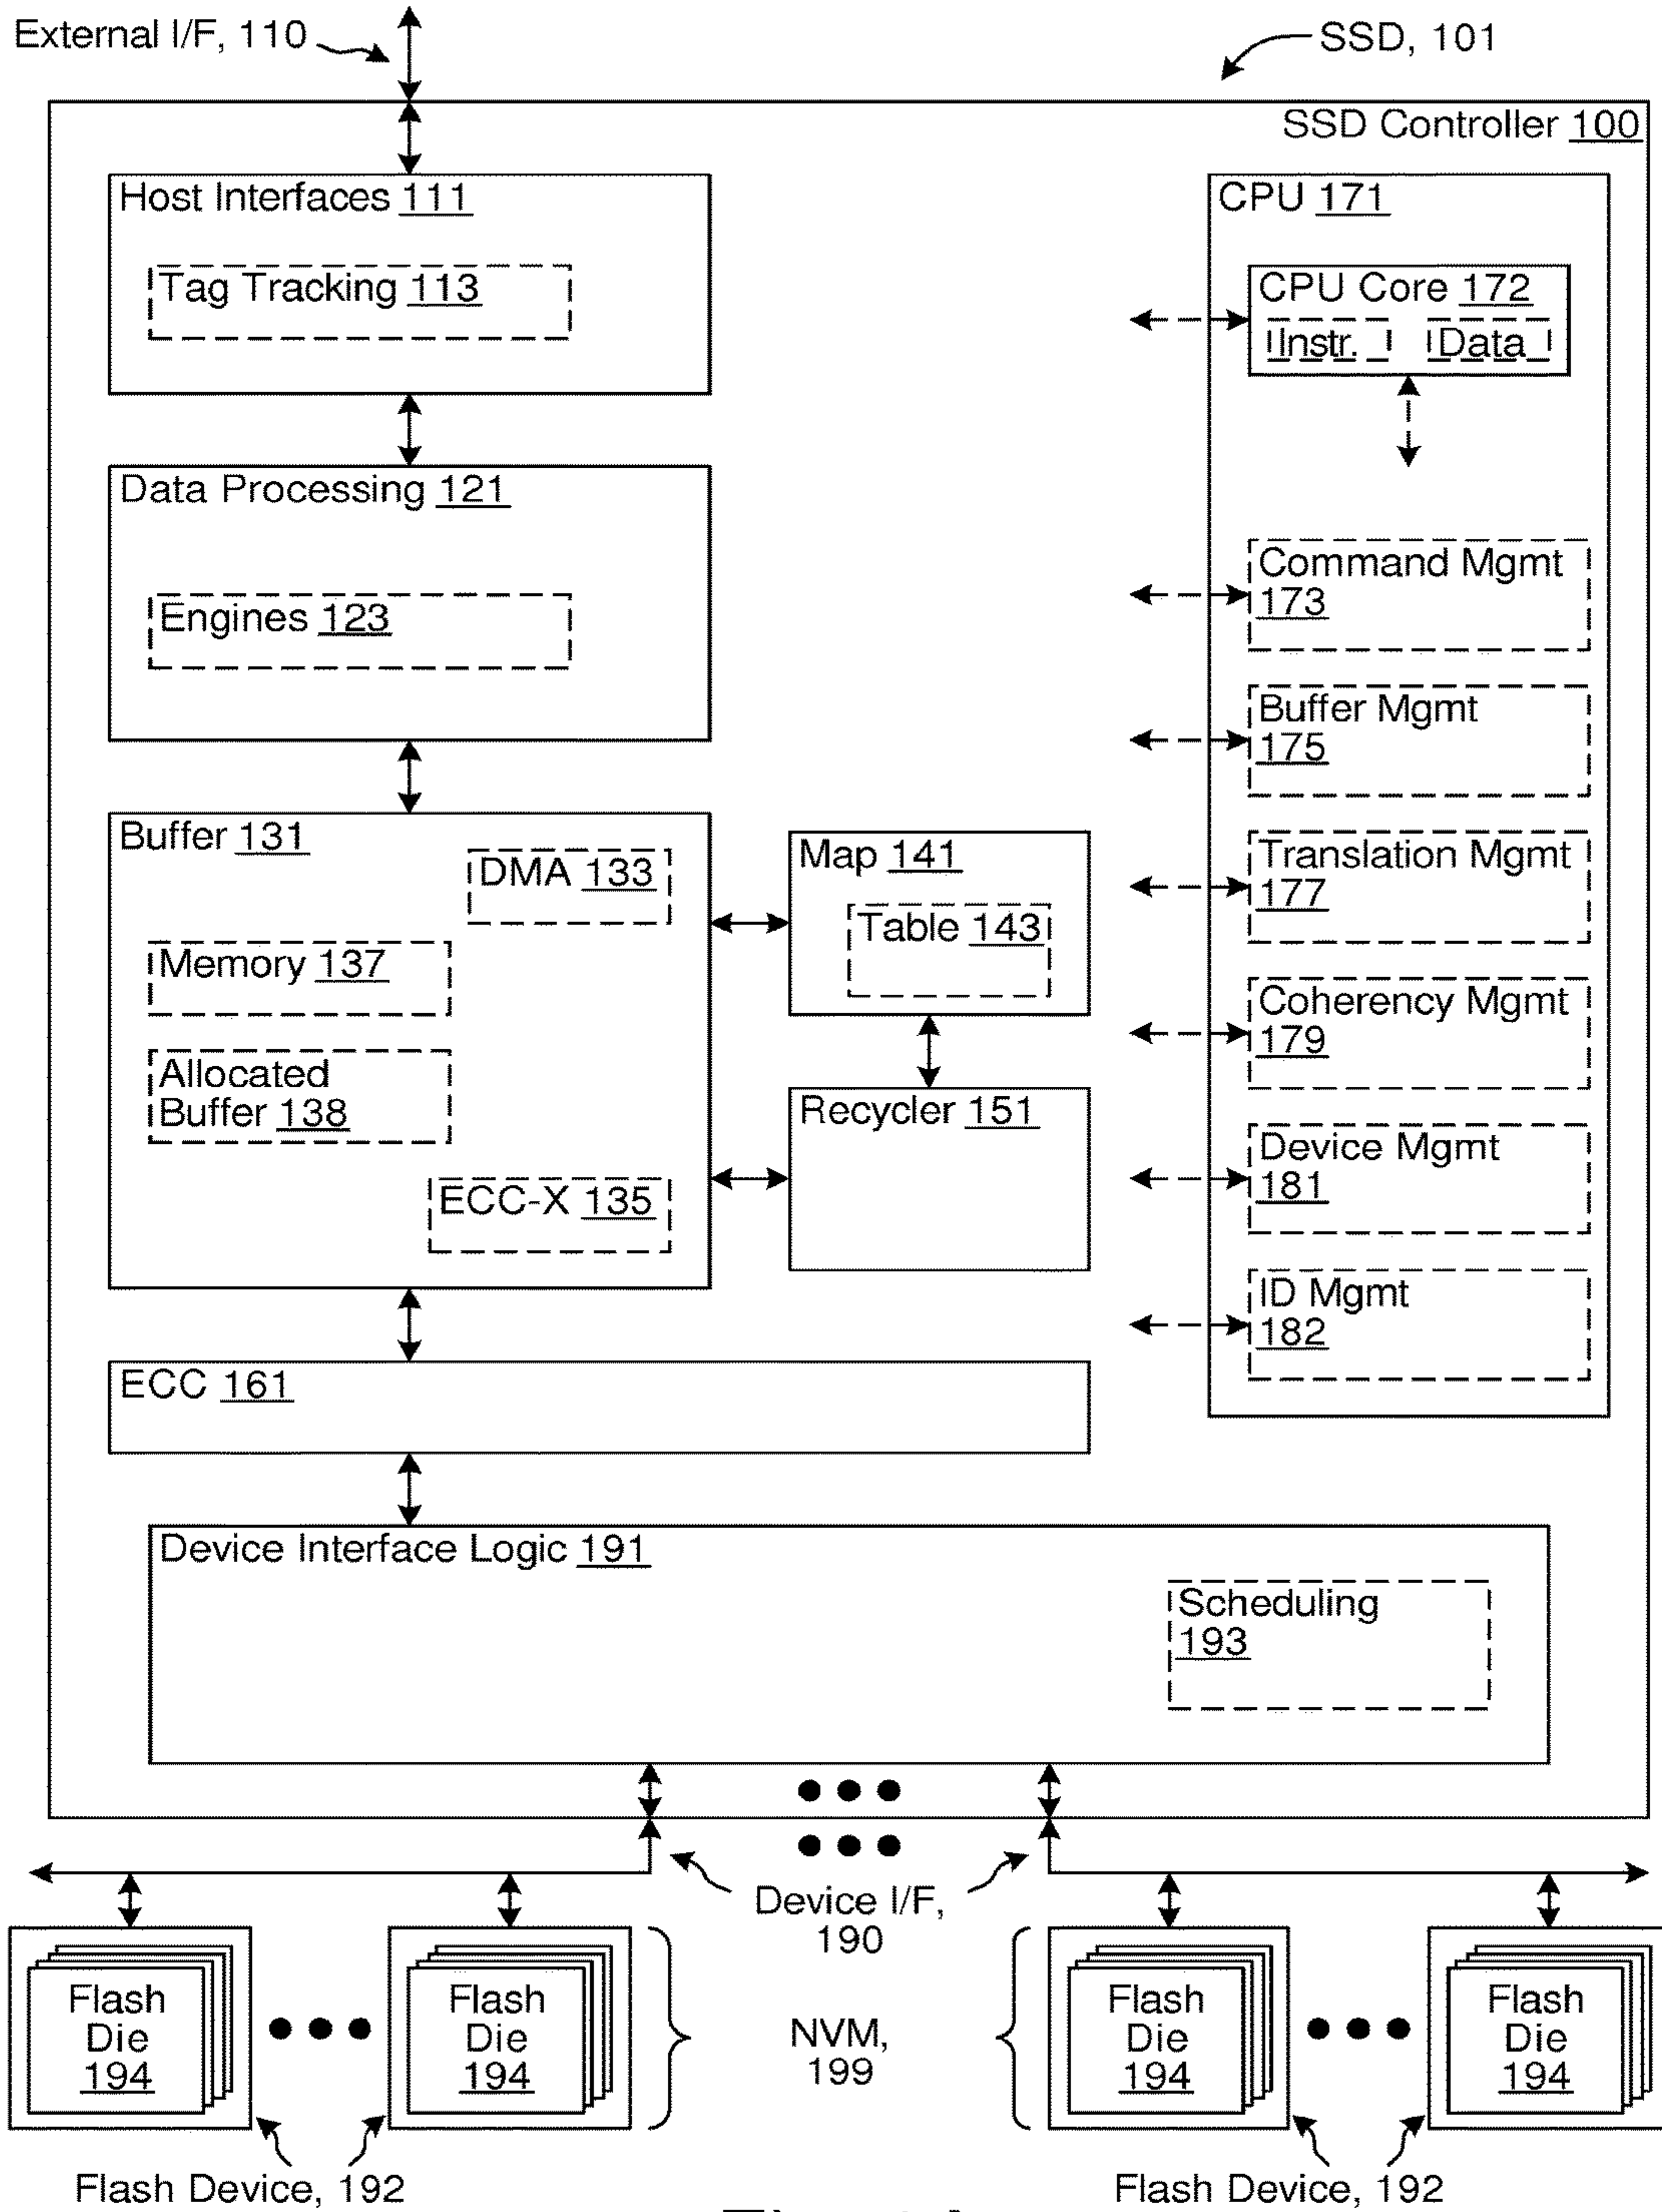 External I/F, 110
SSD, 101
SSD Controller 100
Host Interfaces 111
Tag Tracking 113
CPU 171
CPU Core 172
Instr.
Data
Data Processing 121
Engines 123
Command Mgmt
173
Buffer Mgmt
175
Buffer 131
DMA 133
Memory 137
Allocated
Buffer 138
ECC-X 135
Map 141
Table 143
Recycler 151
Translation Mgmt
177
Coherency Mgmt
179
Device Mgmt
181
ID Mgmt
182
ECC 161
Device Interface Logic 191
Scheduling
193
Device I/F,
190
Flash
Die
194
Flash
Die
194
NVM,
199
Flash
Die
194
Flash
Die
194
Flash Device, 192
Flash Device, 192